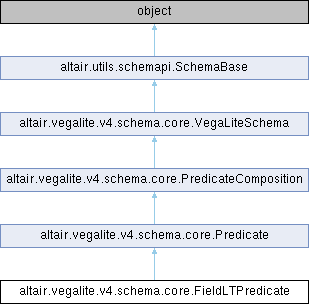 object
altair.utils.schemapi.SchemaBase
altair.vegalite.v4.schema.core.VegaLiteSchema
altair.vegalite.v4.schema.core.PredicateComposition
altair.vegalite.v4.schema.core.Predicate
altair.vegalite.v4.schema.core.FieldLTPredicate